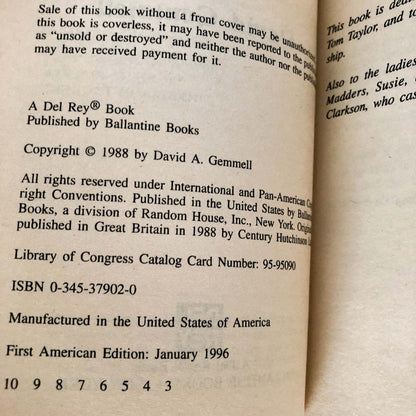 Sale of this book without a front cover may be
this book is coverless, it may have been reported to the
as "unsold or destroyed" and neither the author nor the
may have received payment for it.
A Del Rey® Book
Published by Ballantine Books
Copyright © 1988 by David A. Gemmell
All rights reserved under International and Pan-American
right Conventions. Published in the United States by
Books, a division of Random House, Inc., New York.
published in Great Britain in 1988 by Century Hutchinson
Library of Congress Catalog Card Number: 95-95090
ISBN 0-345-37902-0
Manufactured in the United States of America
First American Edition: January 1996
10 9 8 7 6 5 4 3
This book is
Tom Taylor, and to
ship.
Also to the ladies
Madders, Susie,
Clarkson, who